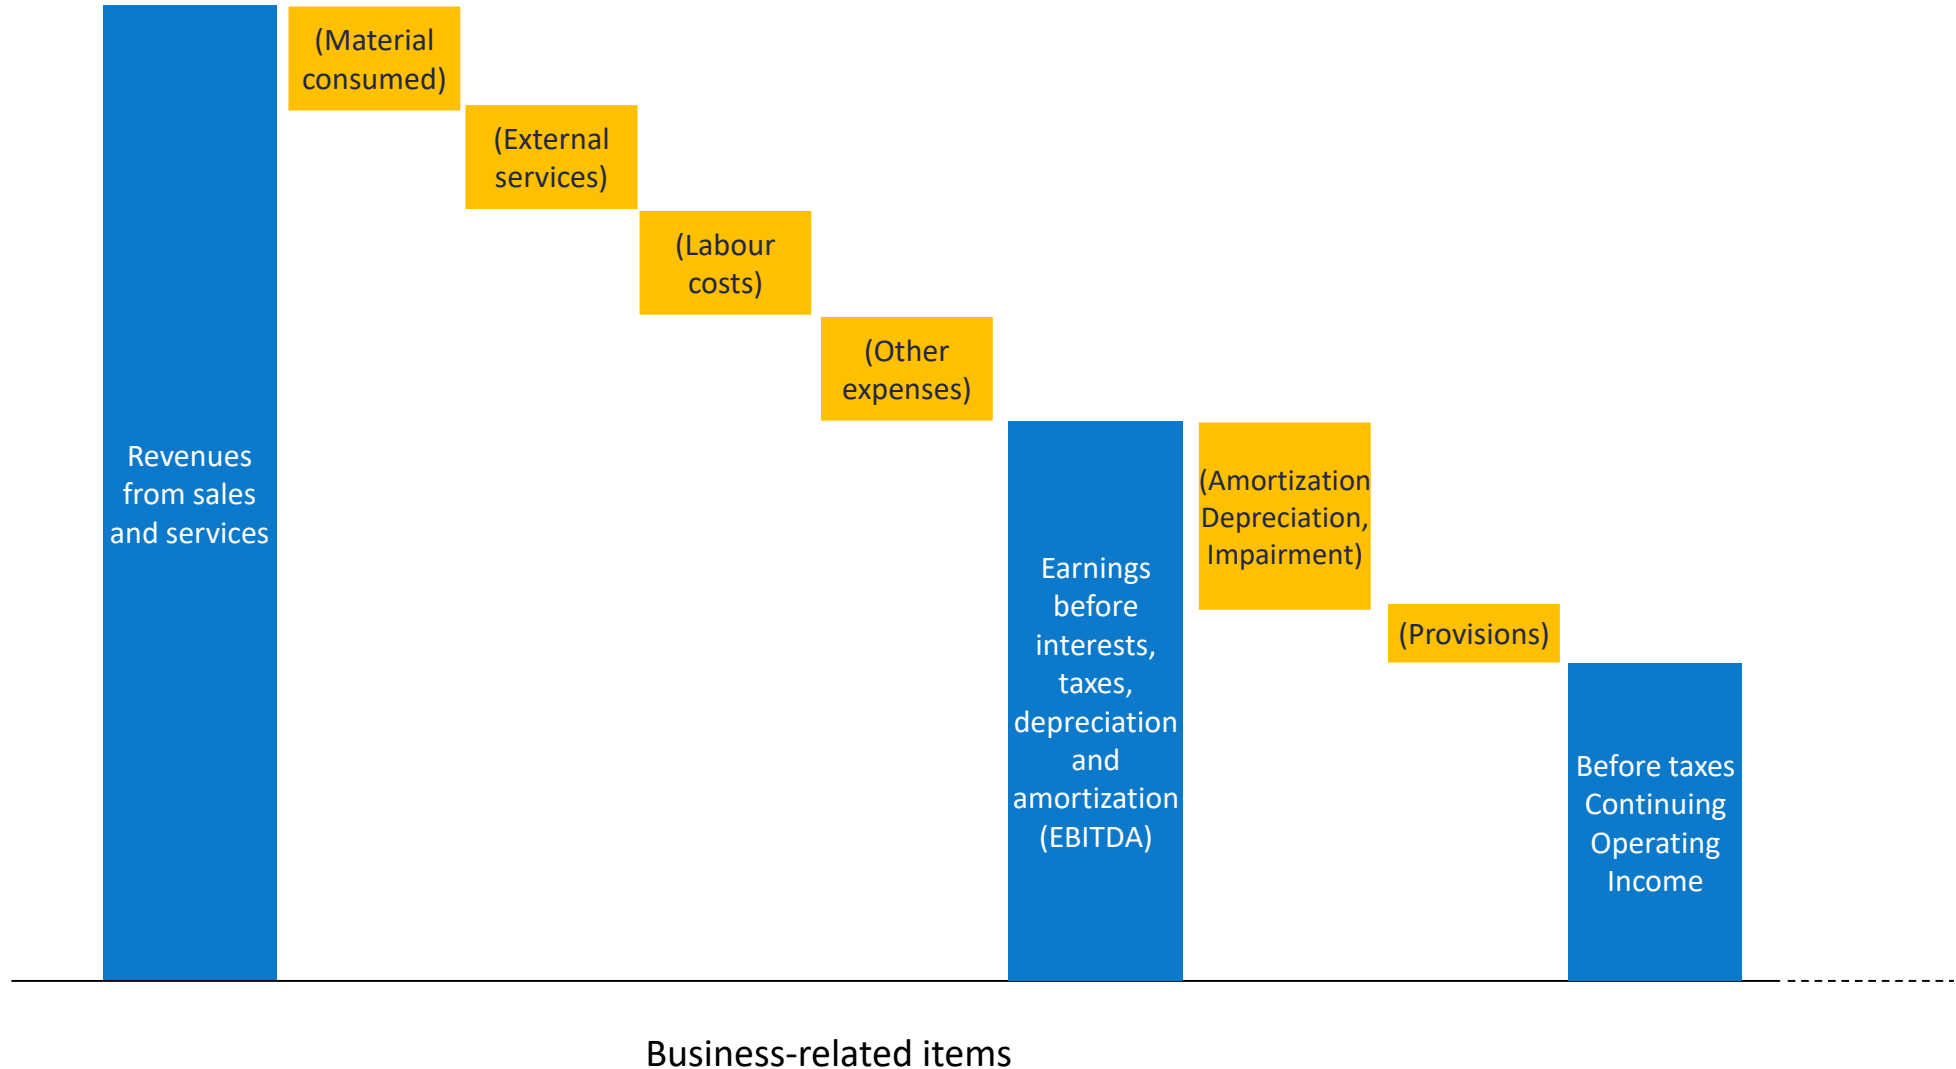 (Material
consumed)
(External
services)
(Labour
costs)
(Other
expenses)
Revenues
from sales
and services
(Amortization
Depreciation,
Impairment)
Earnings
before
interests,
taxes,
depreciation
and
amortization
(EBITDA)
(Provisions)
Before taxes
Continuing
Operating
Income
Business-related items